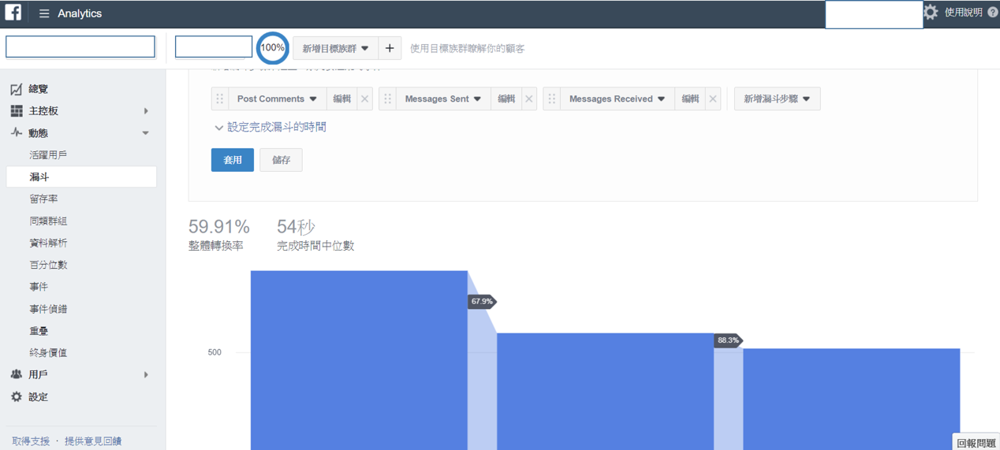 Analytics
使用說明
100%
新增目標族群
使用目標族群瞭解你的顧客
總覽
主控板
動態
活躍用戶
漏斗
留存率
同類群組
資料解析
百分位數
事件
事件偵錯
重疊
終身價值
用戶
設定
取得支援 · 提供意見回饋
Post Comments 編輯 Messages Sent 編輯 Messages Received 編輯 新增漏斗步驟
設定完成漏斗的時間
套用 儲存
59.91% 54秒
整體轉換率 完成時間中位數
67.9%
88.3%
500
回報問題